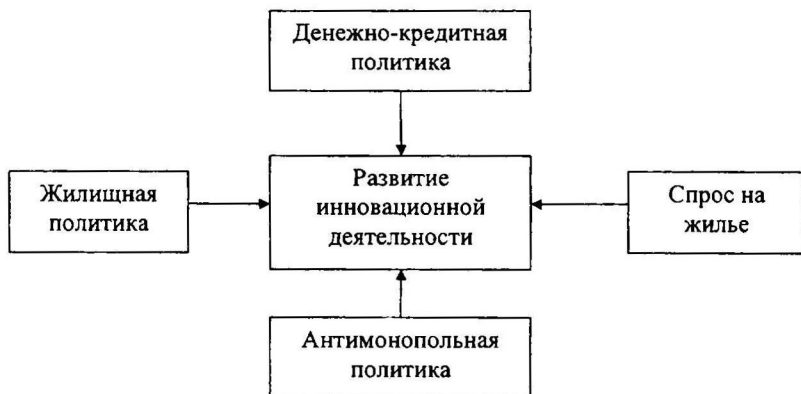 Денежно-кредитная
политика
Жилищная
политика
Развитие
инновационной
деятельности
Спрос на
жилье
Антимонопольная
политика